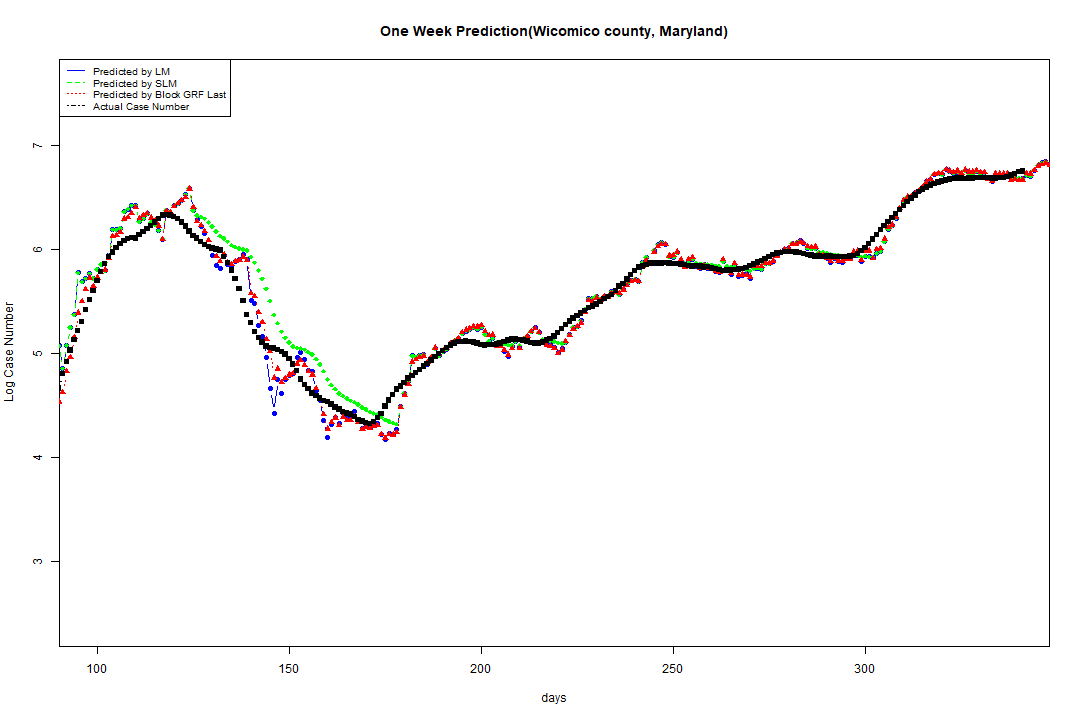 One Week Prediction(Wicomico county, Maryland)
Predicted by LM
Predicted by SLM
Predicted by Block GRF Last
Actual Case Number
7
6
5
4
3
Log Case Number
100 150 200 250 300
days